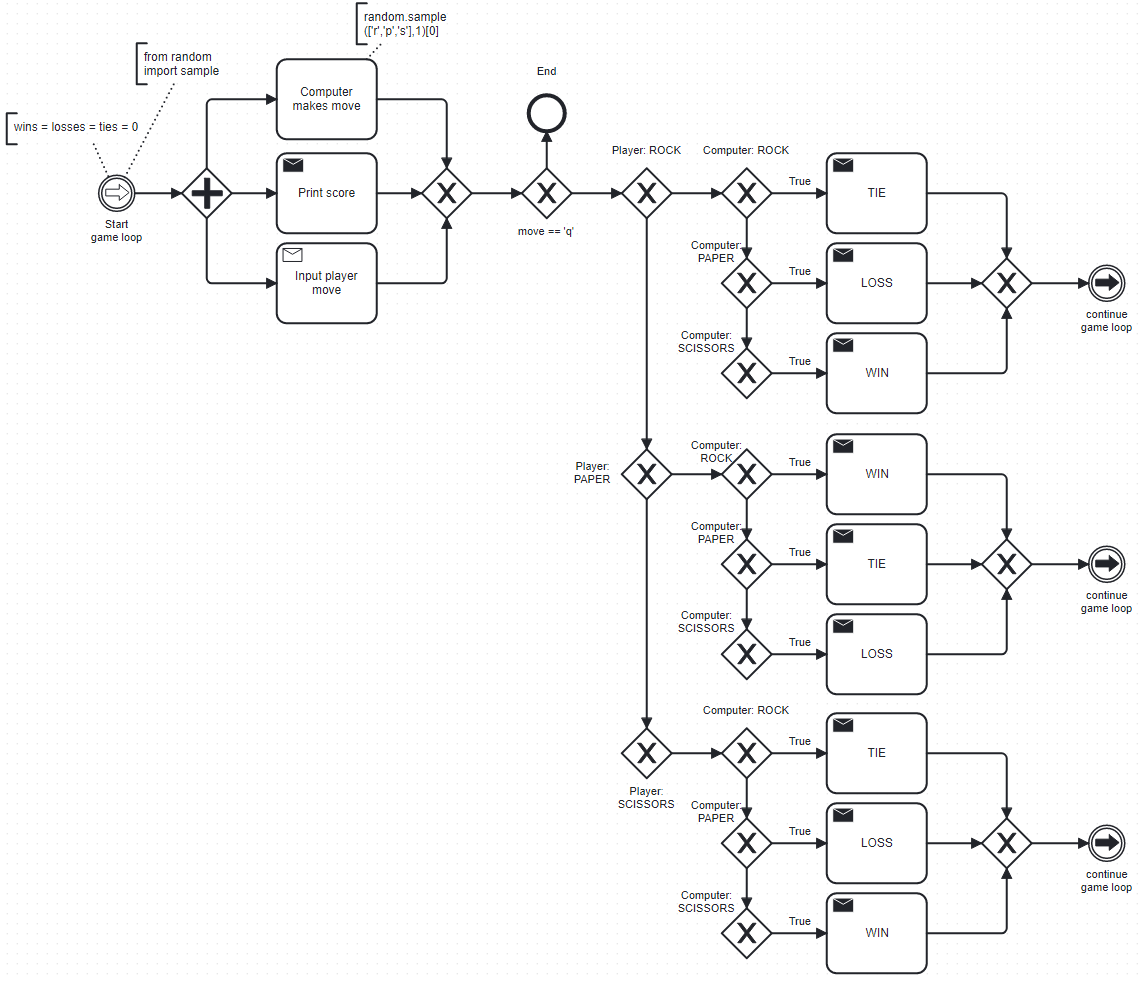 random.sample
(['r','p','s'],1)[0]
from random
import sample
wins = losses = ties = 0
Start
game loop
Computer
makes move
Print score
Input player
move
End
move == 'q'
Player: ROCK
Computer: ROCK
True
TIE
Computer:
PAPER
True
LOSS
Computer:
SCISSORS
True
WIN
continue
game loop
Player:
PAPER
Computer:
ROCK
True
WIN
Computer:
PAPER
True
TIE
Computer:
SCISSORS
True
LOSS
continue
game loop
Player:
SCISSORS
Computer: ROCK
True
TIE
Computer:
PAPER
True
LOSS
Computer:
SCISSORS
True
WIN
continue
game loop